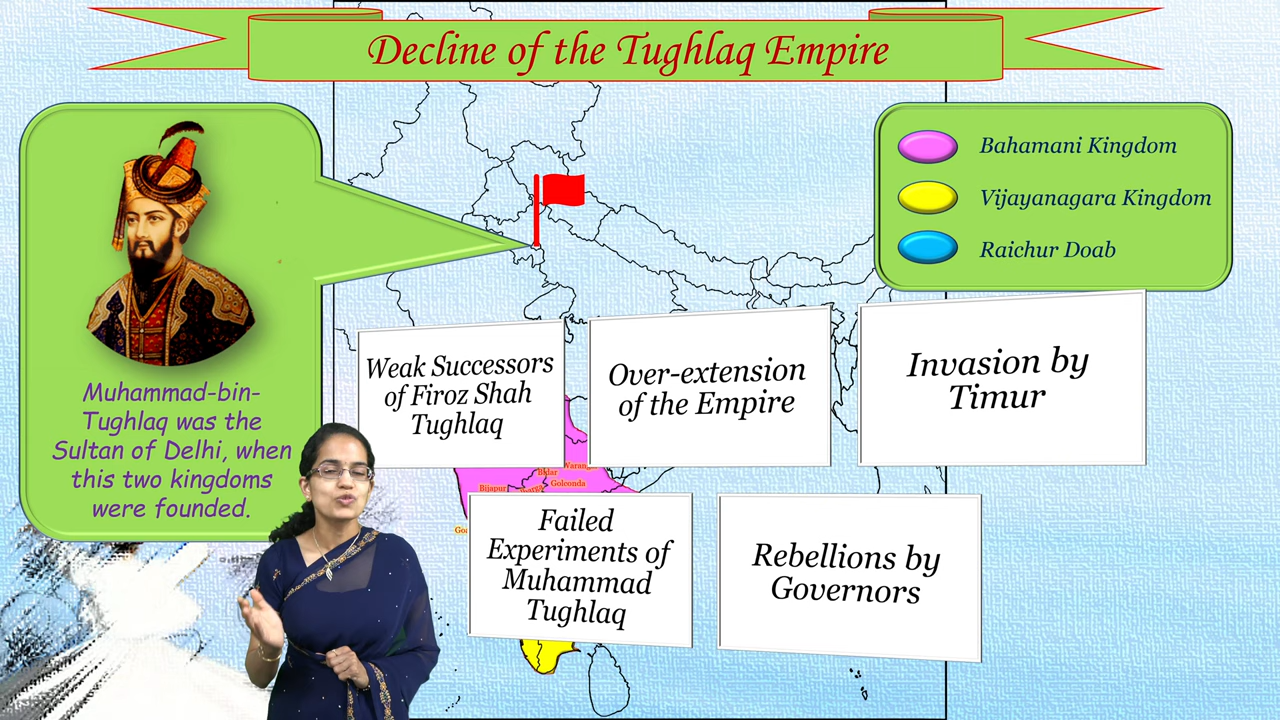 Decline of the Tughlaq Empire
Muhammad-bin-
Tughlaq was the
Sultan of Delhi, when
this two kingdoms
were founded.
Bahamani Kingdom
Vijayanagara Kingdom
Raichur Doab
Weak Successors
of Firoz Shah
Tughlaq
Over-extension
of the Empire
Invasion by
Timur
Bidar
Golconda
Bijapur
Failed
Experiments of
Muhammad
Tughlaq
Rebellions by
Governors